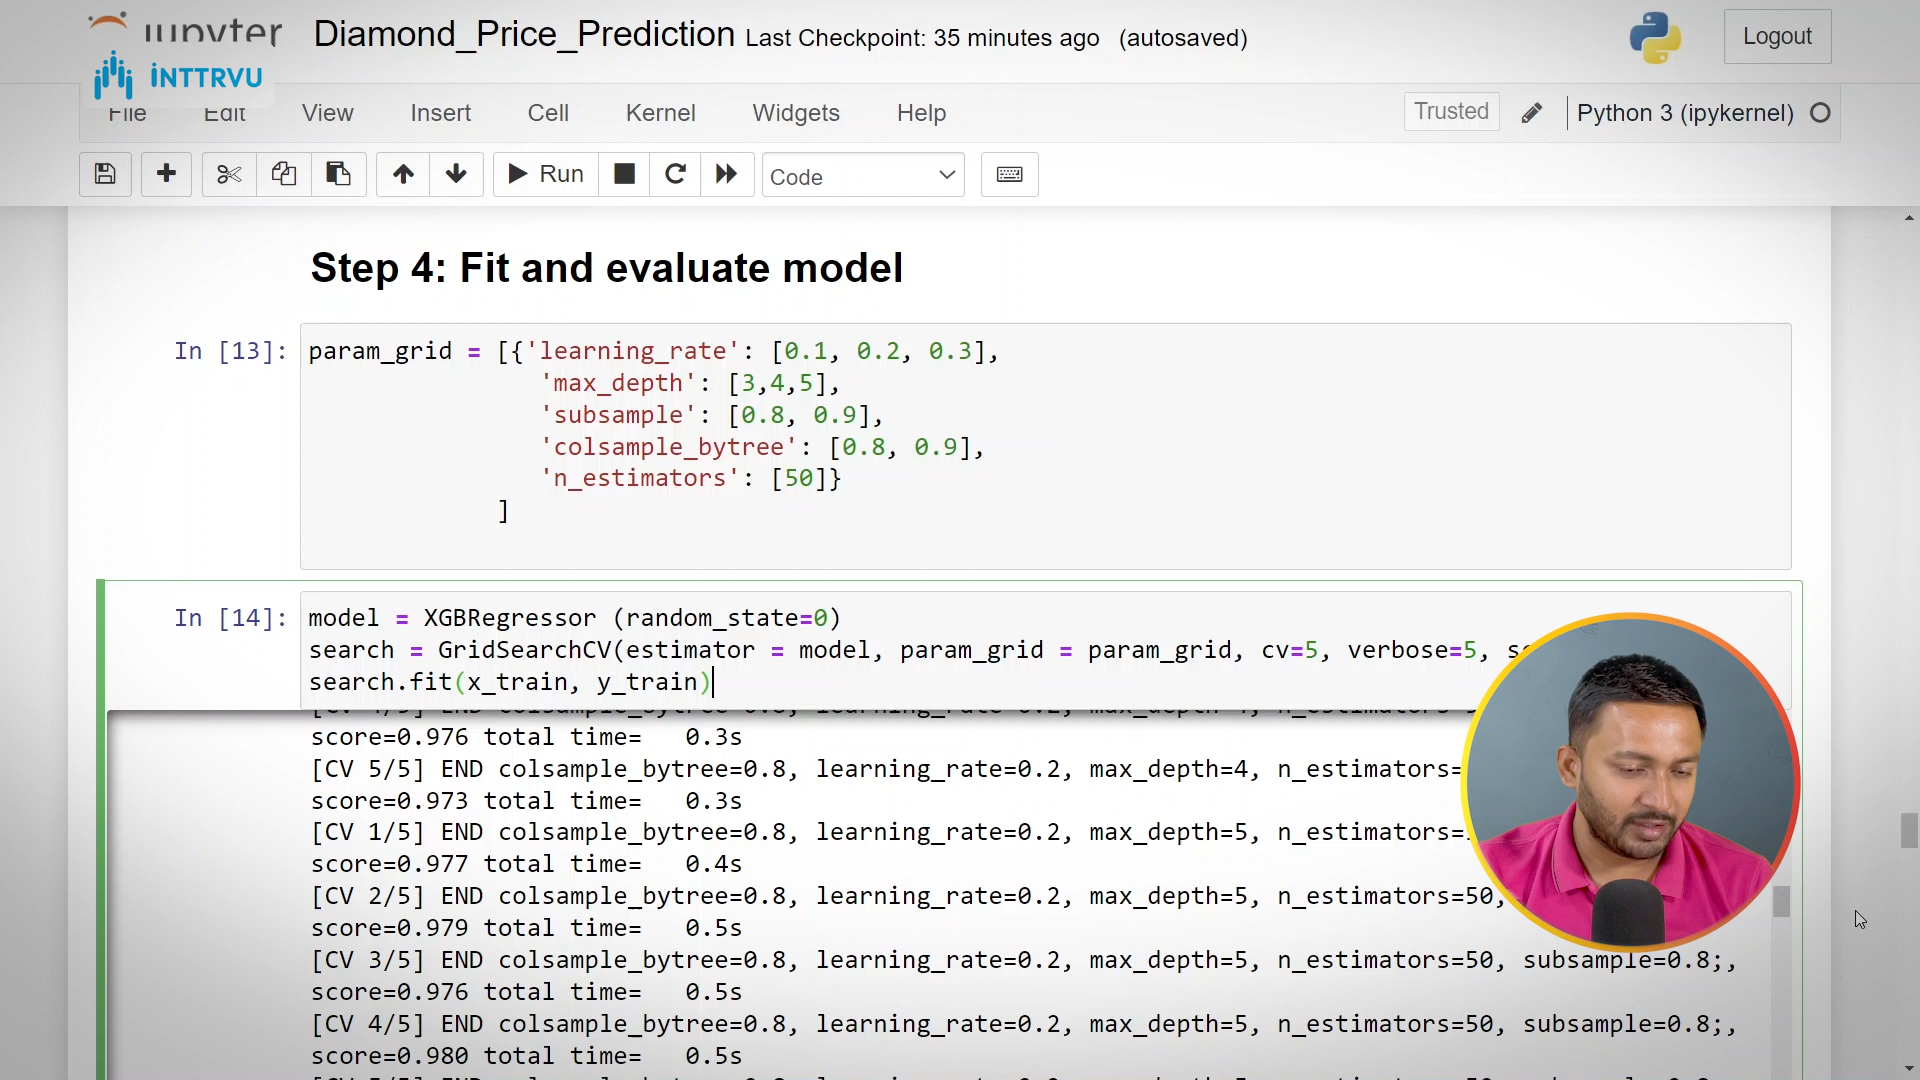 jupyter Diamond_Price_Prediction Last Checkpoint: 35 minutes ago (autosaved)
Logout
INTTRVU
File Edit View Insert Cell Kernel Widgets Help
Trusted
Python 3 (ipykernel)
Run
Code
Step 4: Fit and evaluate model
In [13]: param_grid = [{'learning_rate': [0.1, 0.2, 0.3],
'max_depth': [3,4,5],
'subsample': [0.8, 0.9],
'colsample_bytree': [0.8, 0.9],
'n_estimators': [50]}
]
In [14]: model = XGBRegressor (random_state=0)
search = GridSearchCV(estimator = model, param_grid = param_grid, cv=5, verbose=5,
search.fit(x_train, y_train)
score=0.976 total time= 0.3s
[CV 5/5] END colsample_bytree=0.8, learning_rate=0.2, max_depth=4, n_estimators=
score=0.973 total time= 0.3s
[CV 1/5] END colsample_bytree=0.8, learning_rate=0.2, max_depth=5, n_estimators=
score=0.977 total time= 0.4s
[CV 2/5] END colsample_bytree=0.8, learning_rate=0.2, max_depth=5, n_estimators=50,
score=0.979 total time= 0.5s
[CV 3/5] END colsample_bytree=0.8, learning_rate=0.2, max_depth=5, n_estimators=50, subsample=0.8;,
score=0.976 total time= 0.5s
[CV 4/5] END colsample_bytree=0.8, learning_rate=0.2, max_depth=5, n_estimators=50, subsample=0.8;,
score=0.980 total time= 0.5s